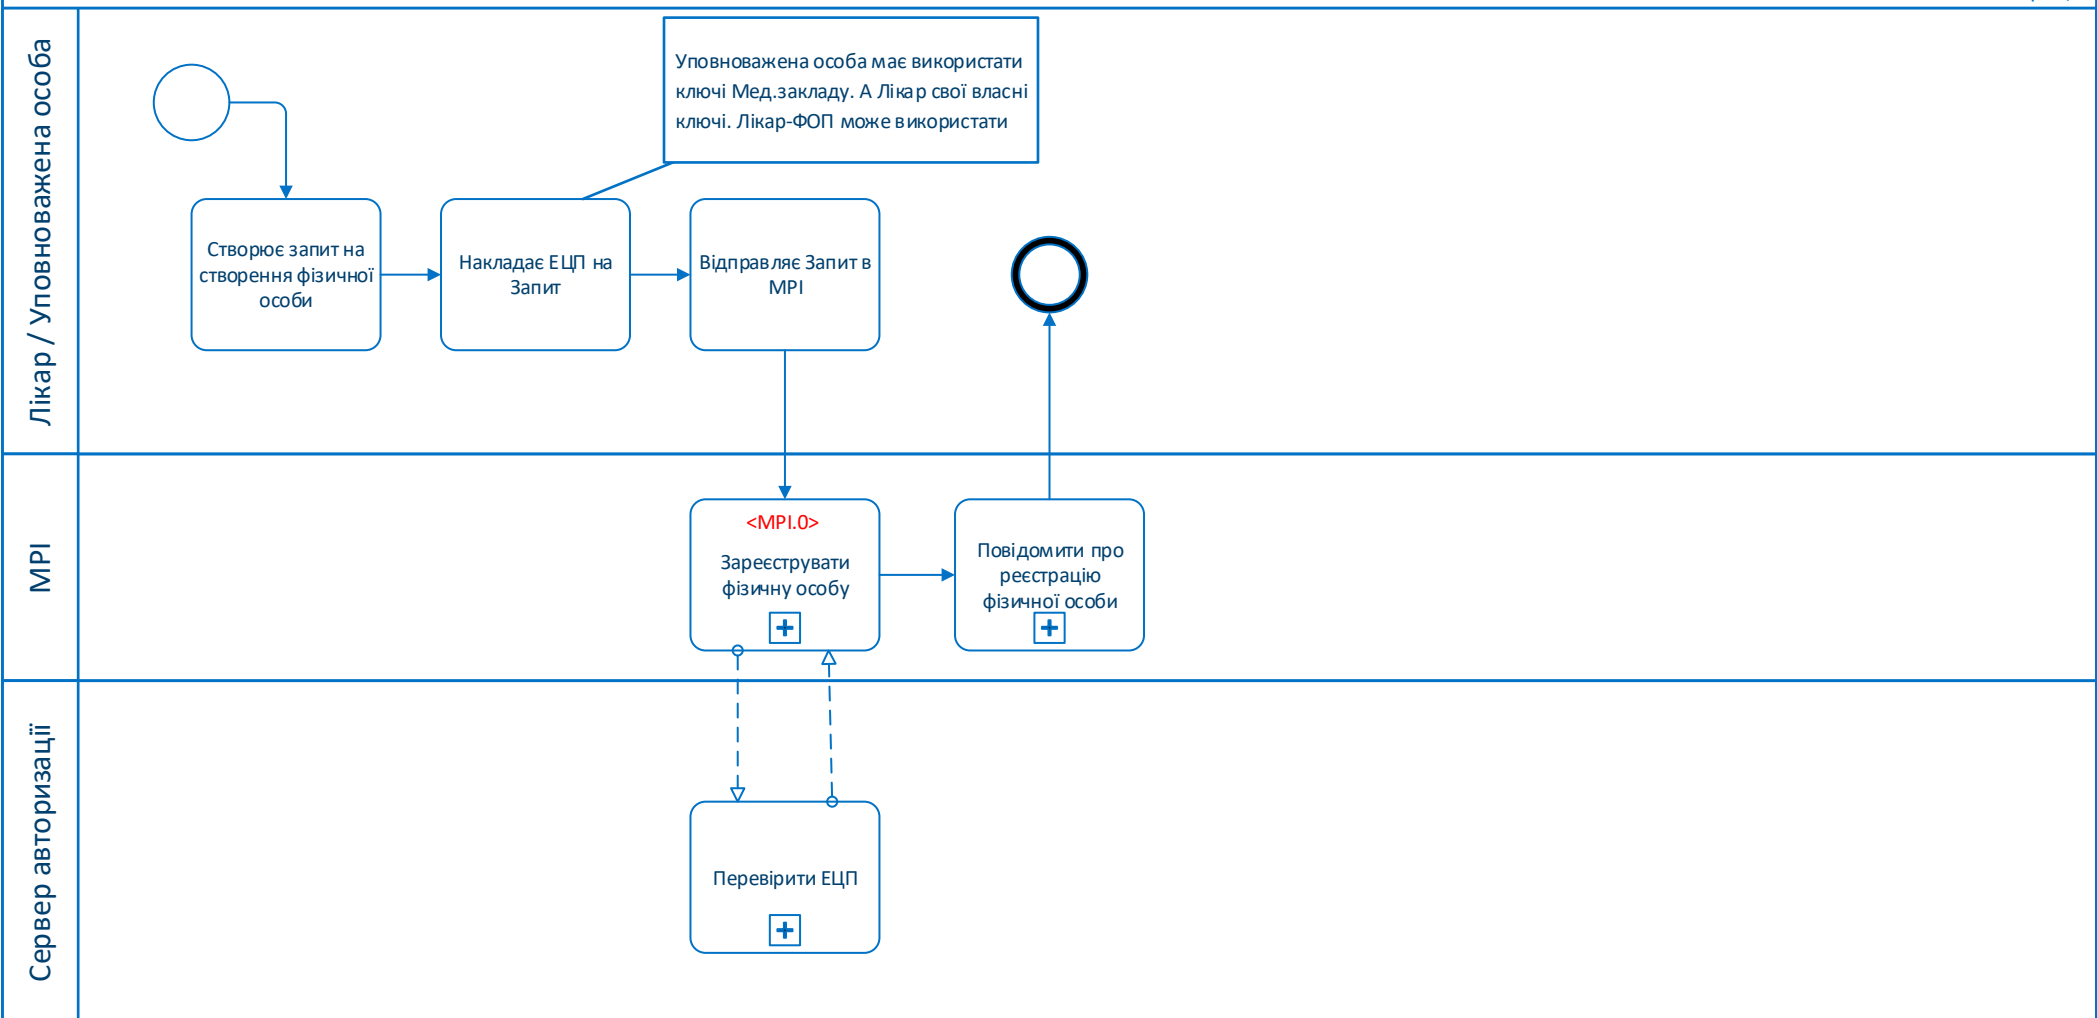 Лікар / Уповноважена особа
Уповноважена особа має використати
ключі Мед.закладу. А Лікар свої власні
ключі. Лікар-ФОП може використати
Створює запит на
створення фізичної
особи
Накладає ЕЦП на
Запит
Відправляє Запит в
МРІ
МРІ
<МРІ.0>
Зареєструвати
фізичну особу
Повідомити про
реєстрацію
фізичної особи
Сервер авторизації
Перевірити ЕЦП